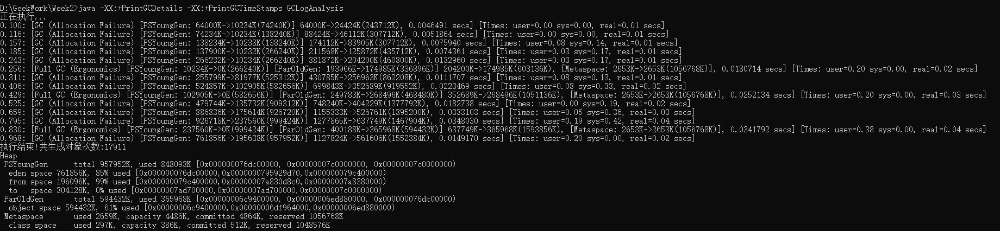 D:\GeekWork\Week2>java -XX:+PrintGCDetails -XX:+PrintGCTimeStamps GCLogAnalysis
正在执行...
0.100: [GC (Allocation Failure) [PSYoungGen: 64000K->10234K(74240K)] 64000K->24424K(243712K), 0.0046491 secs] [Times: user=0.00 sys=0.00, real=0.01 secs]
0.116: [GC (Allocation Failure) [PSYoungGen: 74234K->10234K(138240K)] 88424K->46112K(307712K), 0.0051864 secs] [Times: user=0.00 sys=0.00, real=0.01 secs]
0.157: [GC (Allocation Failure) [PSYoungGen: 138234K->10238K(138240K)] 174112K->83905K(307712K), 0.0075940 secs] [Times: user=0.08 sys=0.14, real=0.01 secs]
0.185: [GC (Allocation Failure) [PSYoungGen: 137900K->10232K(266240K)] 211568K->125872K(435712K), 0.0074361 secs] [Times: user=0.03 sys=0.17, real=0.01 secs]
0.243: [GC (Allocation Failure) [PSYoungGen: 266232K->10234K(266240K)] 381872K->204200K(460800K), 0.0132960 secs] [Times: user=0.03 sys=0.17, real=0.01 secs]
0.256: [Full GC (Ergonomics) [PSYoungGen: 10234K->0K(266240K)] [ParOldGen: 193966K->174985K(336896K)] 204200K->174985K(603136K), [Metaspace: 2653K->2653K(1056768K)], 0.0180714 secs] [Times: user=0.20 sys=0.00, real=0.02 secs]
0.311: [GC (Allocation Failure) [PSYoungGen: 255799K->81977K(525312K)] 430785K->256963K(862208K), 0.0111707 secs] [Times: user=0.08 sys=0.13, real=0.01 secs]
0.406: [GC (Allocation Failure) [PSYoungGen: 524857K->102905K(582656K)] 699843K->352689K(919552K), 0.0223469 secs] [Times: user=0.08 sys=0.33, real=0.02 secs]
0.429: [Full GC (Ergonomics) [PSYoungGen: 102905K->0K(582656K)] [ParOldGen: 249783K->268496K(468480K)] 352689K->268496K(1051136K), [Metaspace: 2653K->2653K(1056768K)], 0.0252134 secs] [Times: user=0.20 sys=0.00, real=0.03 secs]
0.525: [GC (Allocation Failure) [PSYoungGen: 479744K->135732K(909312K)] 748240K->404229K(1377792K), 0.0182738 secs] [Times: user=0.00 sys=0.19, real=0.02 secs]
0.659: [GC (Allocation Failure) [PSYoungGen: 886836K->175614K(926720K)] 1155333K->526761K(1395200K), 0.0333103 secs] [Times: user=0.05 sys=0.36, real=0.03 secs]
0.795: [GC (Allocation Failure) [PSYoungGen: 926718K->237560K(999424K)] 1277865K->637749K(1467904K), 0.0348030 secs] [Times: user=0.19 sys=0.42, real=0.04 secs]
0.830: [Full GC (Ergonomics) [PSYoungGen: 237560K->0K(999424K)] [ParOldGen: 400188K->365968K(594432K)] 637749K->365968K(1593856K), [Metaspace: 2653K->2653K(1056768K)], 0.0341792 secs] [Times: user=0.38 sys=0.00, real=0.04 secs]
0.968: [GC (Allocation Failure) [PSYoungGen: 761856K->195638K(957952K)] 1127824K->561606K(1552384K), 0.0149170 secs] [Times: user=0.20 sys=0.00, real=0.02 secs]
执行结束!共生成对象次数:17911
Heap
 PSYoungGen      total 957952K, used 848093K [0x000000076dc00000, 0x00000007c0000000, 0x00000007c0000000)
  eden space 761856K, 85% used [0x000000076dc00000,0x0000000795929d70,0x000000079c400000)
  from space 196096K, 99% used [0x000000079c400000,0x00000007a830d8c0,0x00000007a8380000)
  to   space 304128K, 0% used [0x00000007ad700000,0x00000007ad700000,0x00000007c0000000)
 ParOldGen       total 594432K, used 365968K [0x00000006c9400000, 0x00000006ed880000, 0x000000076dc00000)
  object space 594432K, 61% used [0x00000006c9400000,0x00000006df964000,0x00000006ed880000)
 Metaspace       used 2659K, capacity 4486K, committed 4864K, reserved 1056768K
  class space    used 297K, capacity 386K, committed 512K, reserved 1048576K